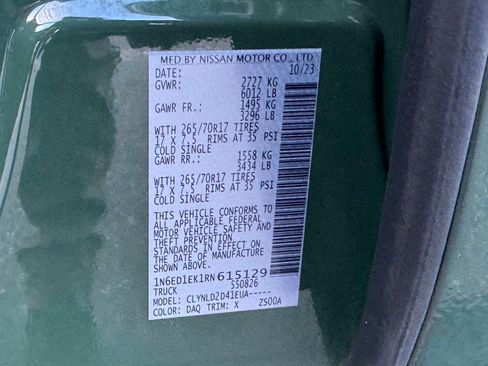 MFD BY NISSAN MOTOR CO., LTD
DATE: 10/23
GVWR: 2727 KG
6012 LB
GAWR FR.: 1495 KG
3296 LB
WITH 265/70R17 TIRES
17 X 7.5 RIMS AT 35 PSI
COLD SINGLE
GAWR RR.: 1558 KG
3434 LB
WITH 265/70R17 TIRES
17 X 7.5 RIMS AT 35 PSI
COLD SINGLE
THIS VEHICLE CONFORMS TO
ALL APPLICABLE FEDERAL
MOTOR VEHICLE SAFETY AND
THEFT PREVENTION
STANDARDS IN EFFECT ON
THE DATE OF MANUFACTURE
SHOWN ABOVE.
1N6ED1EK1RN615129
TRUCK 550826
MODEL: CLYNLD2D41EUA-----
COLOR: DAQ TRIM: X ZS00A